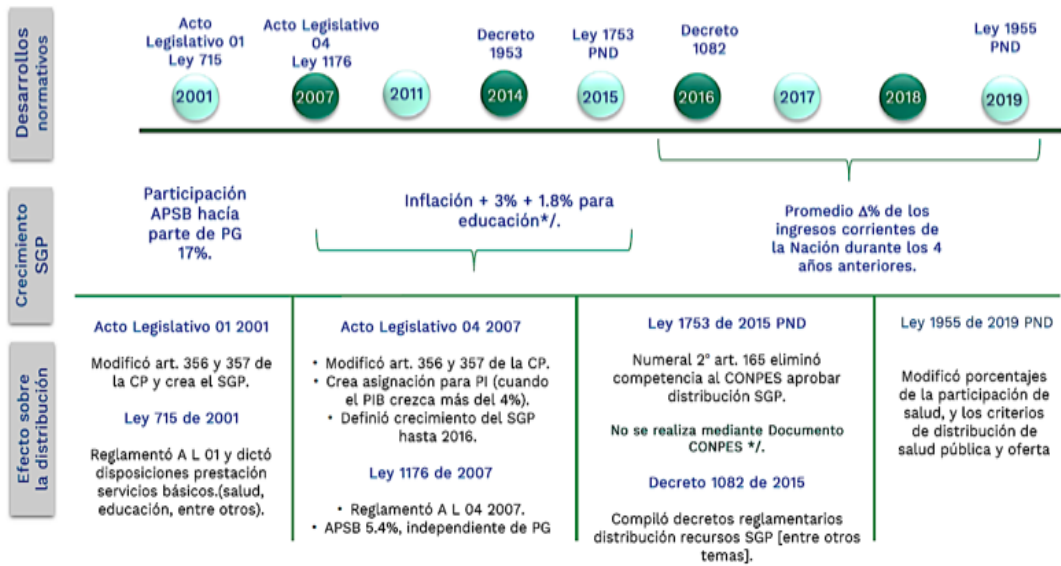 Desarrollos
normativos
Acto
Legislativo 01
Ley 715
Acto Legislativo
04
Ley 1176
Decreto
1953
Ley 1753
PND
Decreto
1082
Ley 1955
PND
2001
2007
2011
2014
2015
2016
2017
2018
2019
Crecimiento
SGP
Participación
APSB hacía
parte de PG
17%.
Inflación + 3% + 1.8% para
educación*/.
Promedio Δ% de los
ingresos corrientes de
la Nación durante los 4
años anteriores.
Efecto sobre
la distribución
Acto Legislativo 01 2001
Modificó art. 356 y 357 de
la CP y crea el SGP.
Ley 715 de 2001
Reglamentó A L 01 y dictó
disposiciones prestación
servicios básicos.(salud,
educación, entre otros).
Acto Legislativo 04 2007
• Modificó art. 356 y 357 de la CP.
• Crea asignación para PI (cuando
el PIB crezca más del 4%).
• Definió crecimiento del SGP
hasta 2016.
Ley 1176 de 2007
• Reglamentó A L 04 2007.
• APSB 5.4%, independiente de PG
Ley 1753 de 2015 PND
Numeral 2° art. 165 eliminó
competencia al CONPES aprobar
distribución SGP.
No se realiza mediante Documento
CONPES */.
Decreto 1082 de 2015
Compiló decretos reglamentarios
distribución recursos SGP [entre otros
temas].
Ley 1955 de 2019 PND
Modificó porcentajes
de la participación de
salud, y los criterios
de distribución de
salud pública y oferta